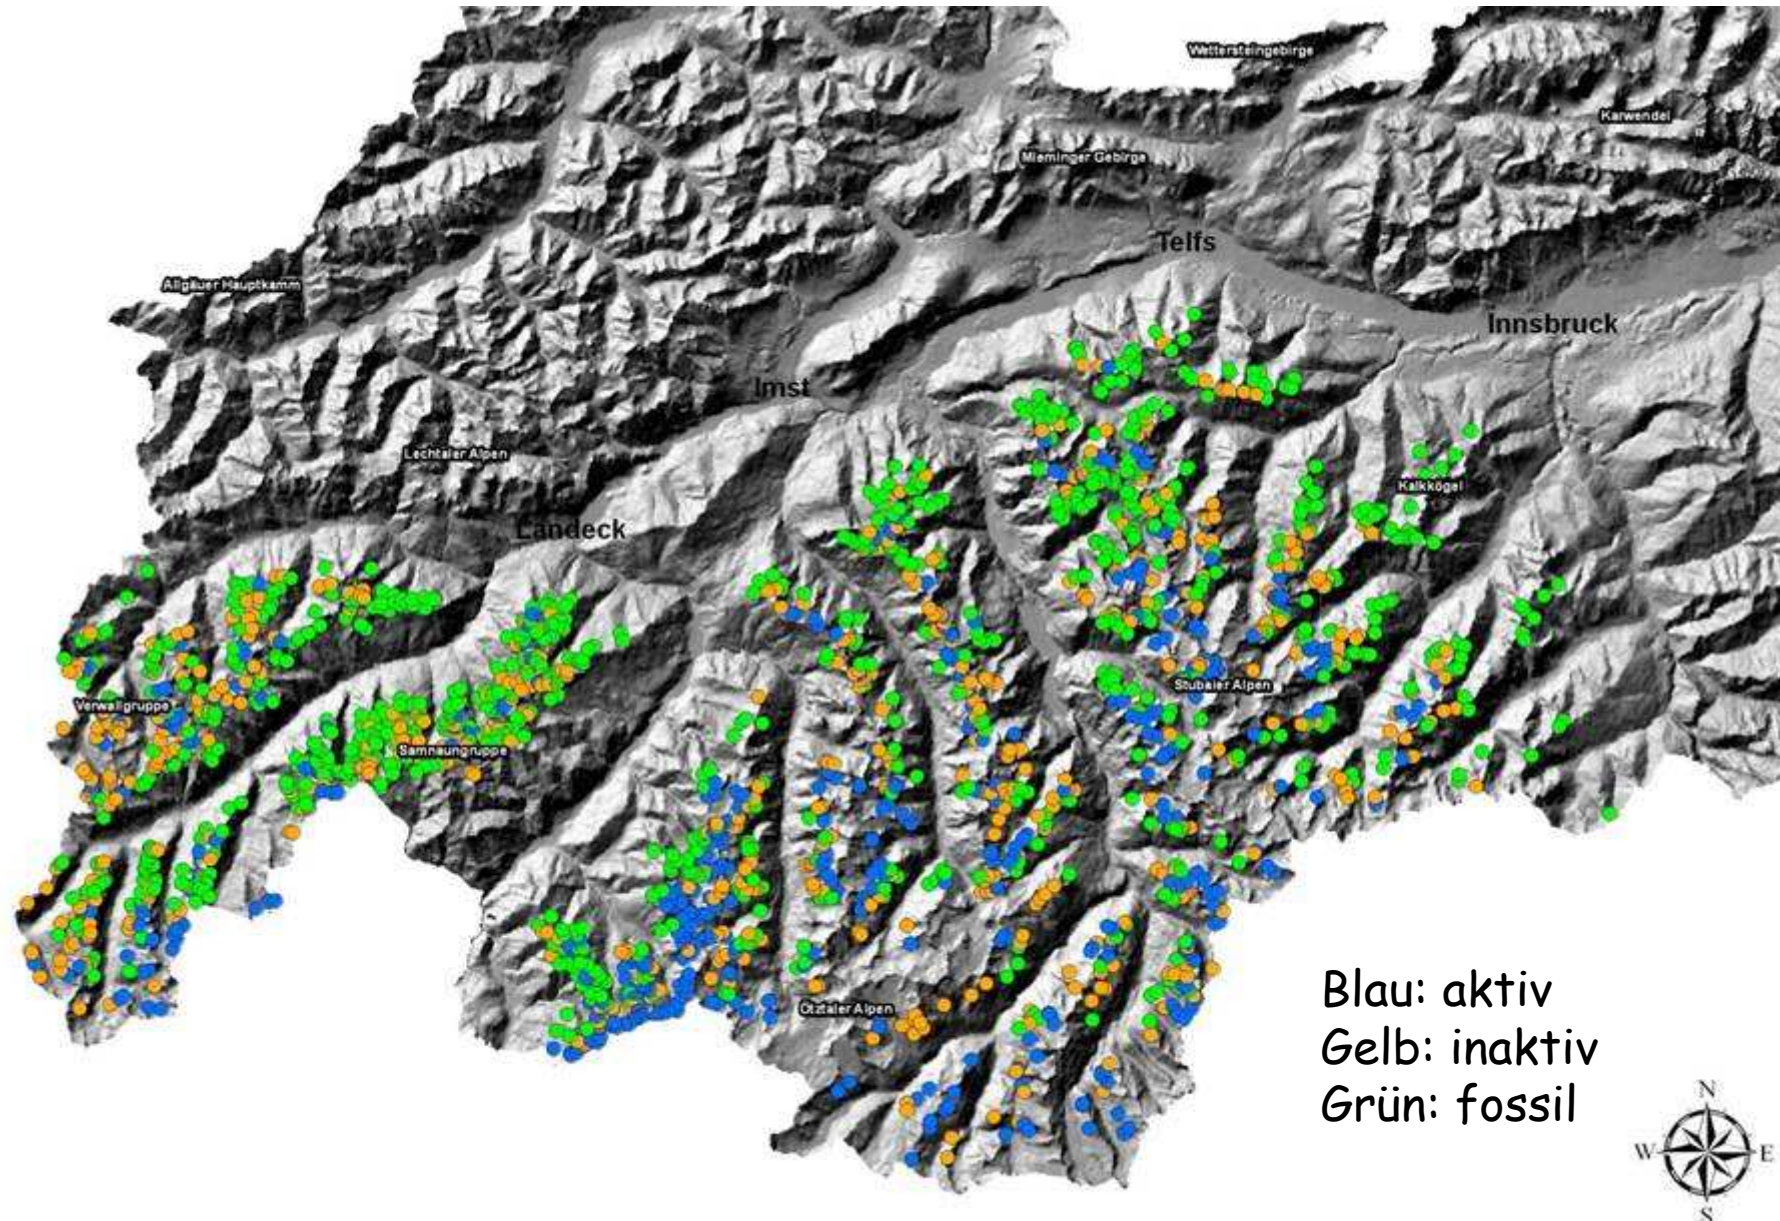 Wettersteingebirge
Karwendel
Mieminger Gebirge
Telfs
Allgäuer Hauptkamm
Innsbruck
Imst
Lechtaler Alpen
Kalkkögel
Landeck
Stubaier Alpen
Verwallgruppe
Samnaungruppe
Ötztaler Alpen
Blau: aktiv
Gelb: inaktiv
Grün: fossil
N
W E
S